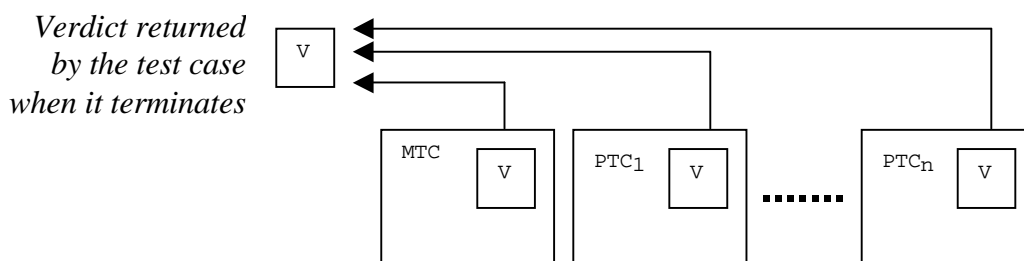 Verdict returned
by the test case
when it terminates
V
MTC
V
PTC1
V
PTCn
V